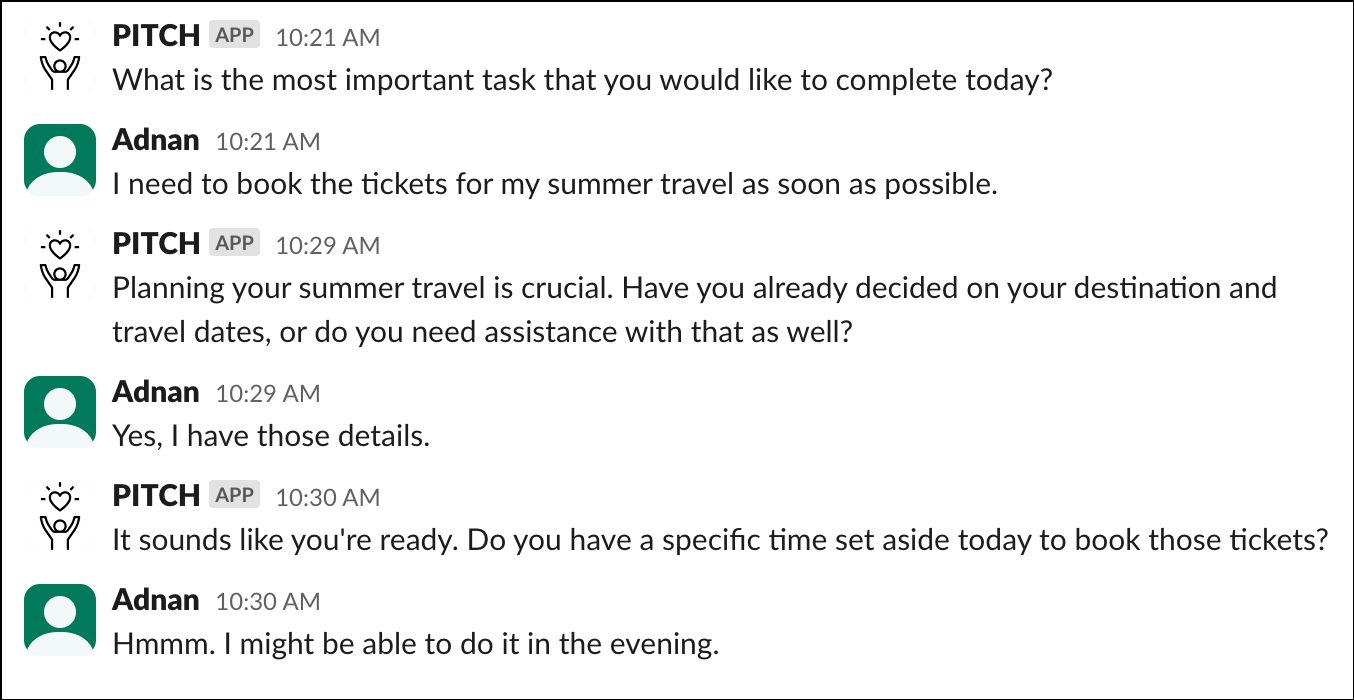 PITCH APP 10:21 AM
What is the most important task that you would like to complete today?
Adnan 10:21 AM
I need to book the tickets for my summer travel as soon as possible.
PITCH APP 10:29 AM
Planning your summer travel is crucial. Have you already decided on your destination and
travel dates, or do you need assistance with that as well?
Adnan 10:29 AM
Yes, I have those details.
PITCH APP 10:30 AM
It sounds like you're ready. Do you have a specific time set aside today to book those tickets?
Adnan 10:30 AM
Hmmm. I might be able to do it in the evening.